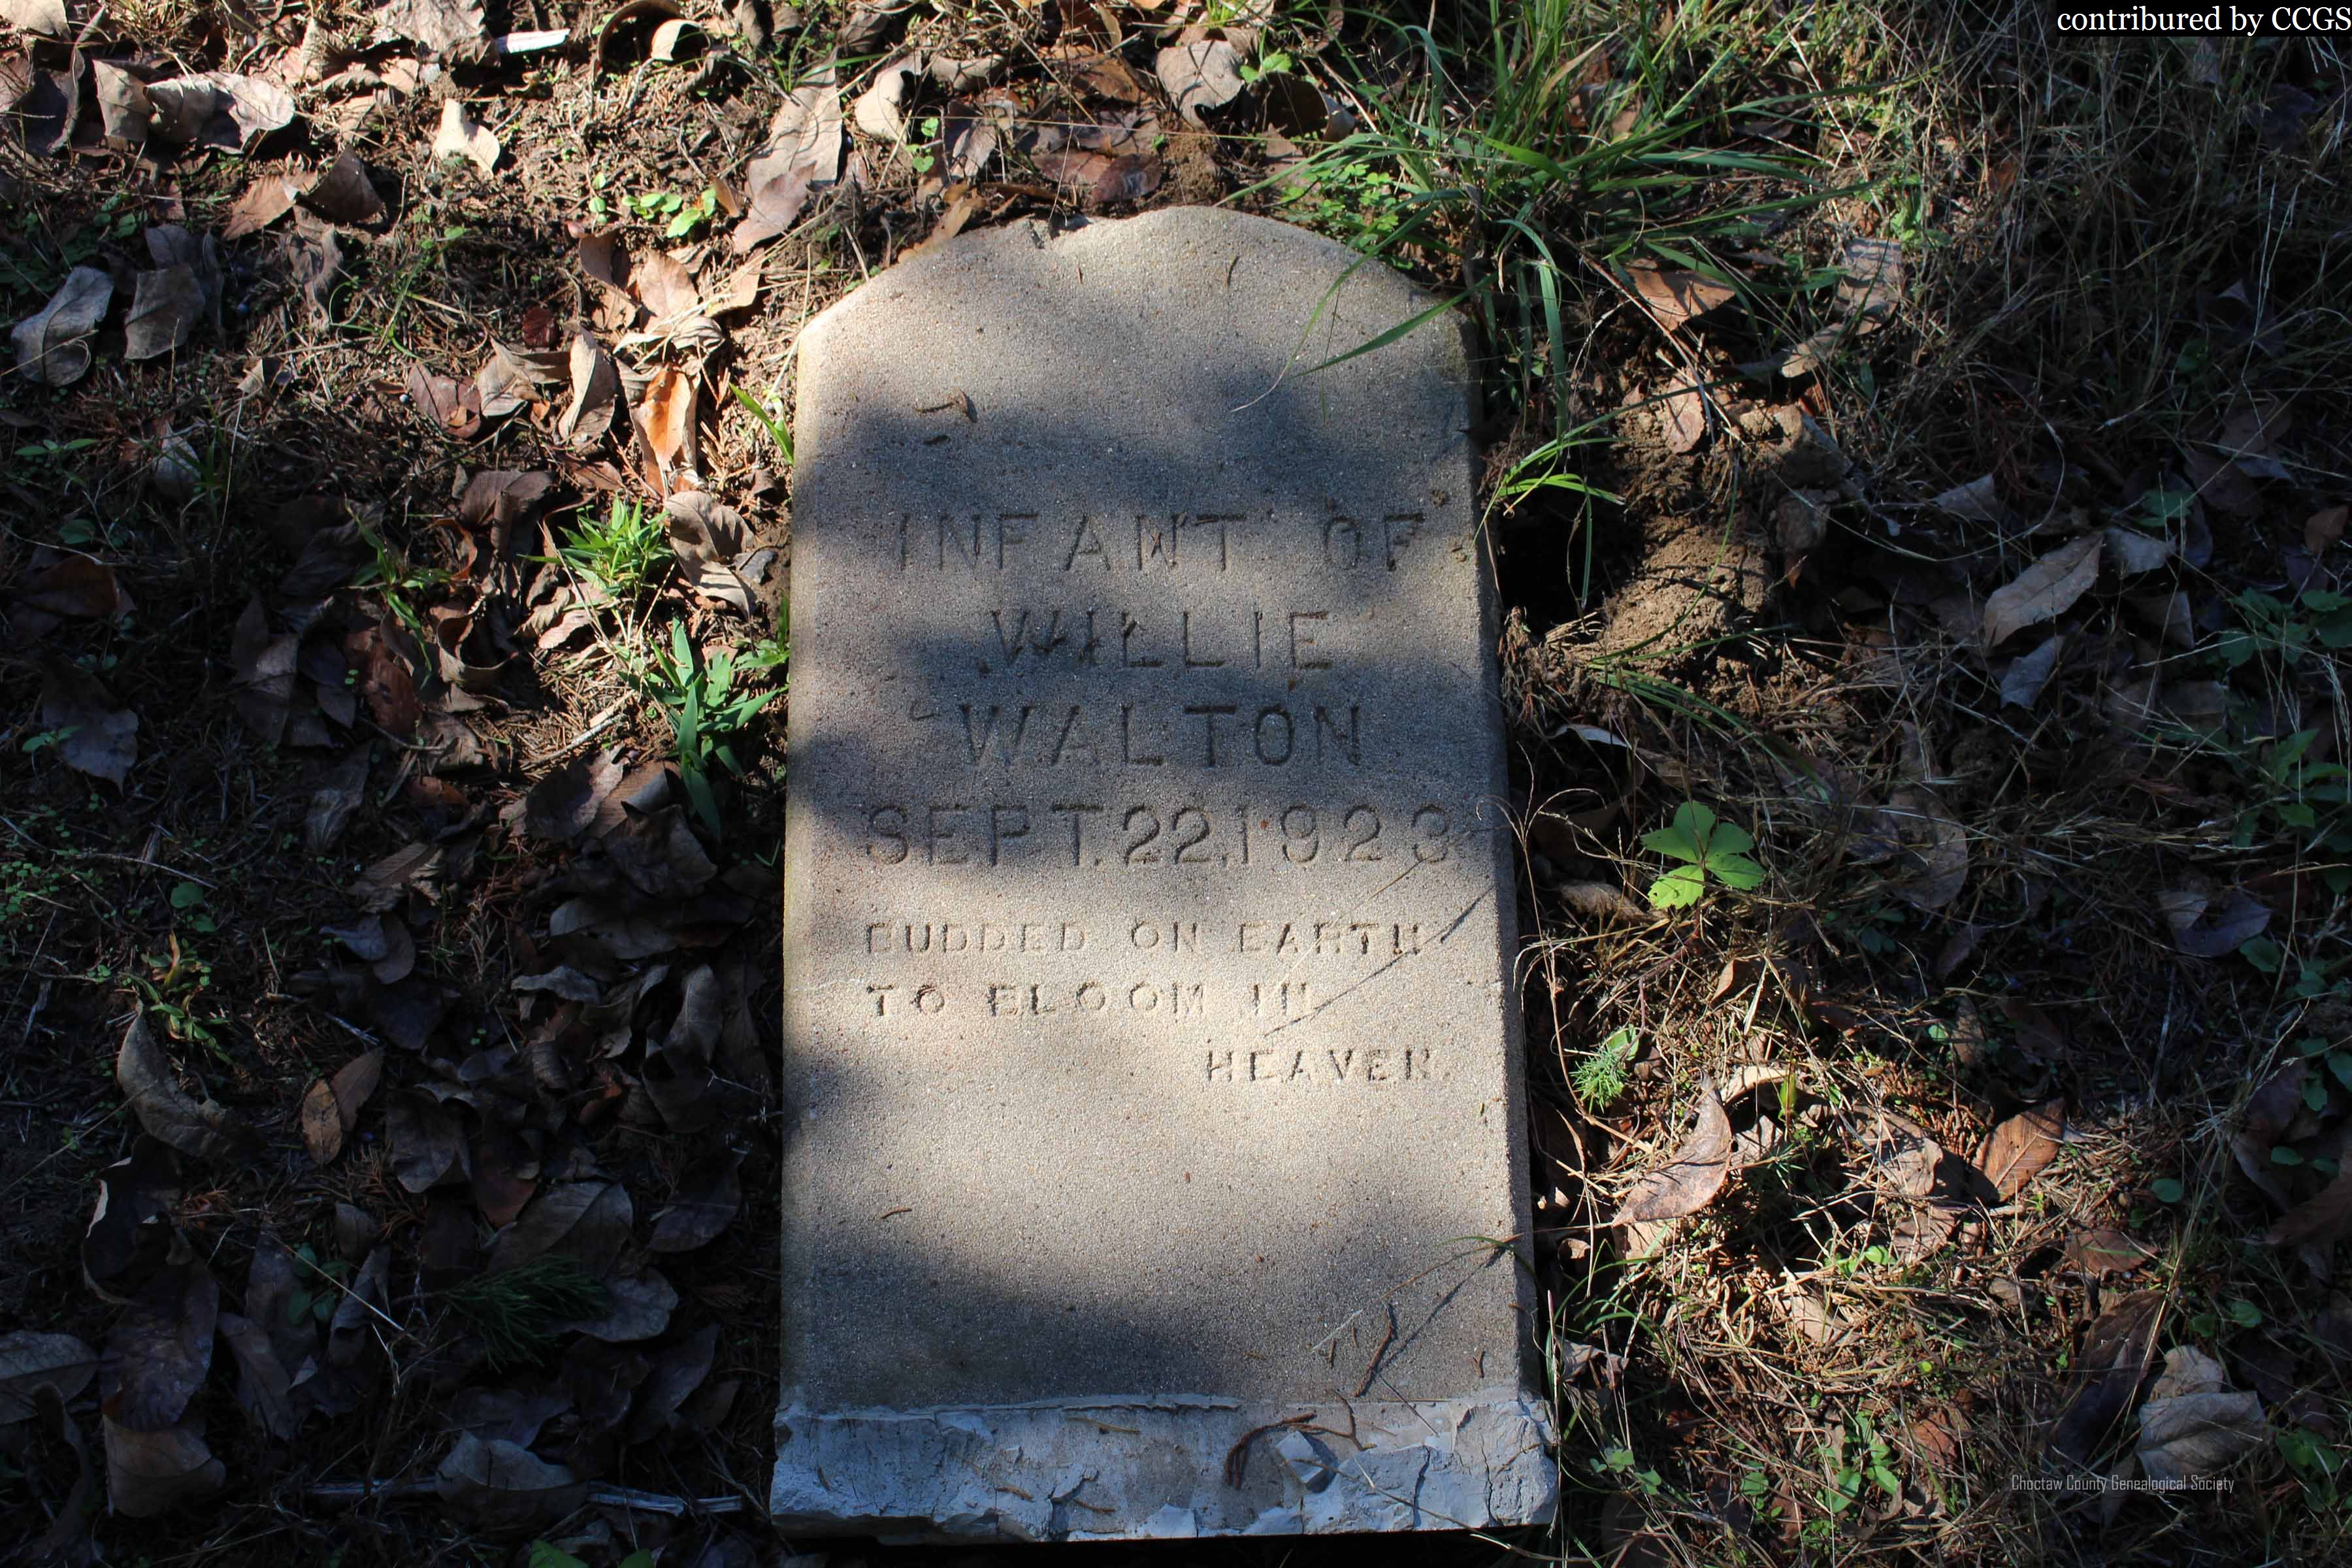 contribured by CCGS
INFANT OF
WILLIE
WALTON
SEPT. 22, 1923
BUDDED ON EARTH
TO BLOOM IN
HEAVEN.
Choctaw County Genealogical Society